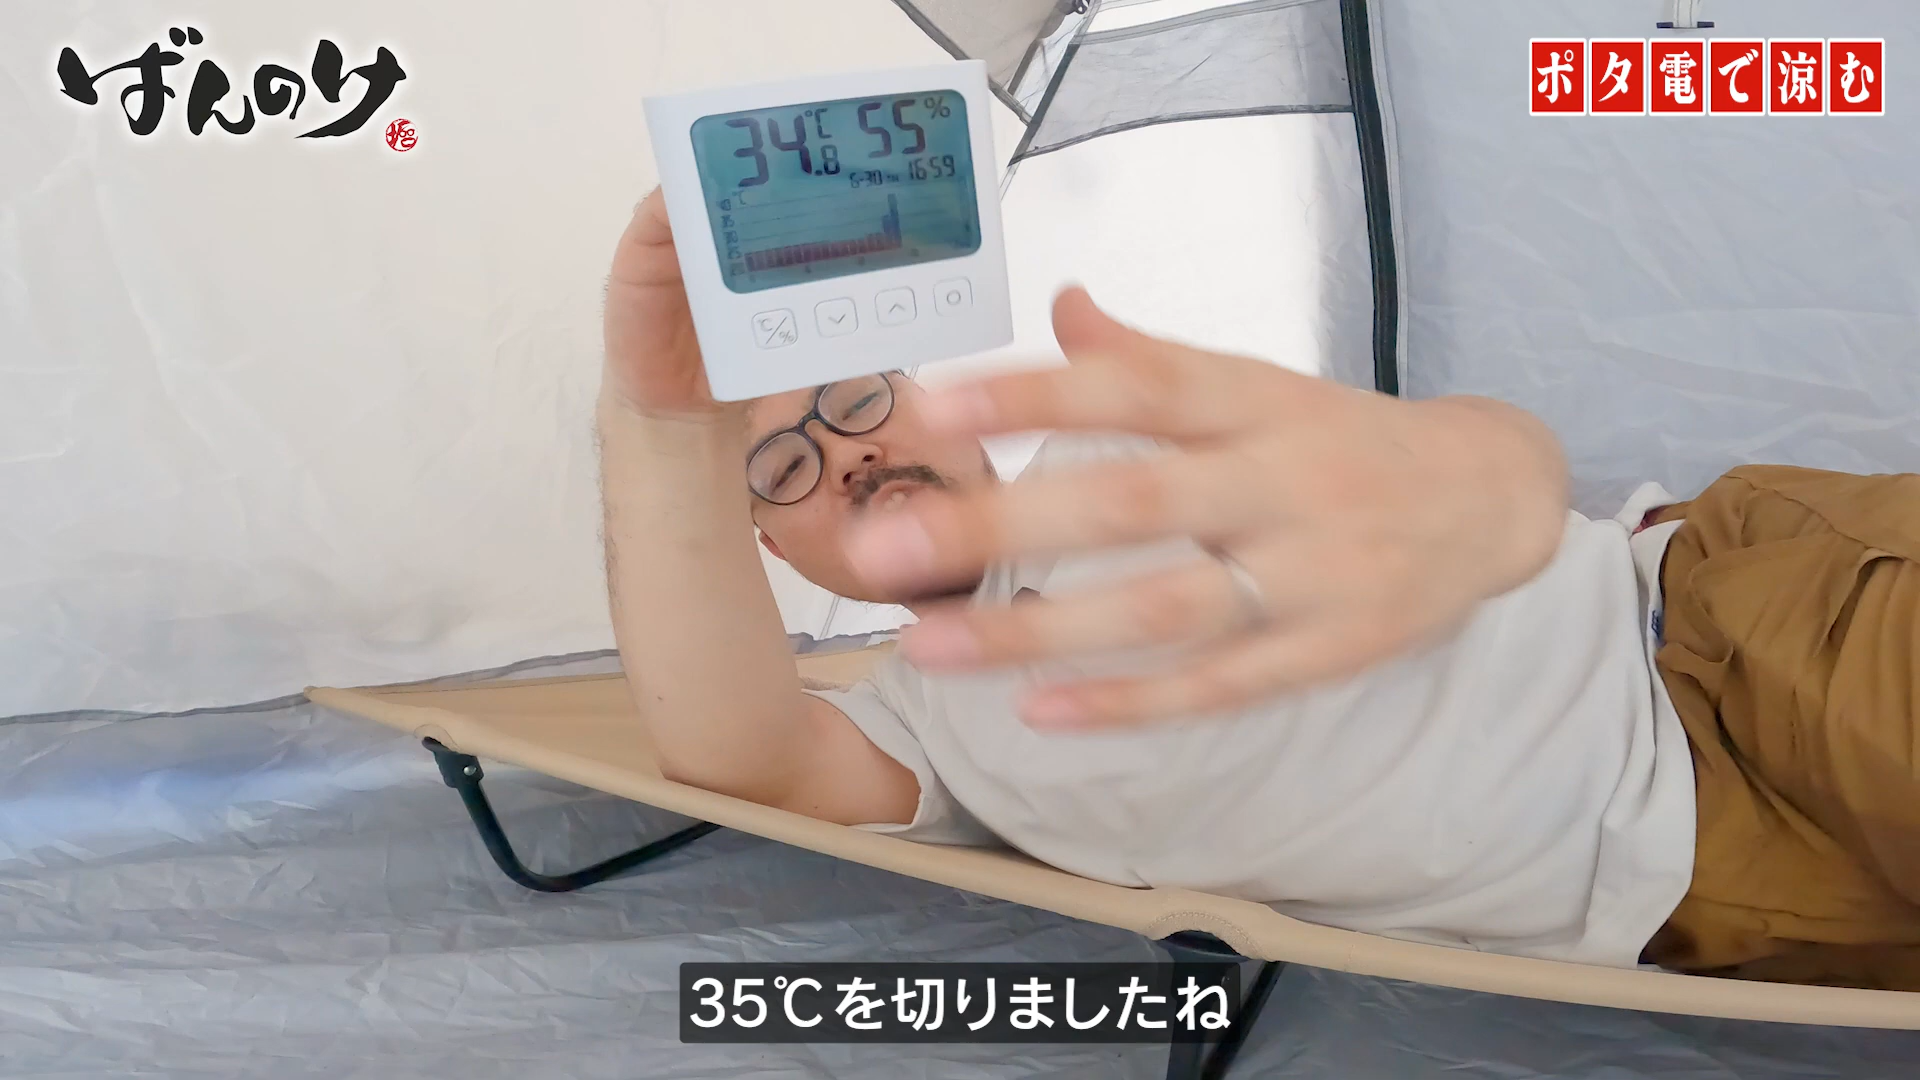 ばんのけ
ポタ電で涼む
34.8℃ 55%
6-30 16:59
℃
℃/%
35℃を切りましたね